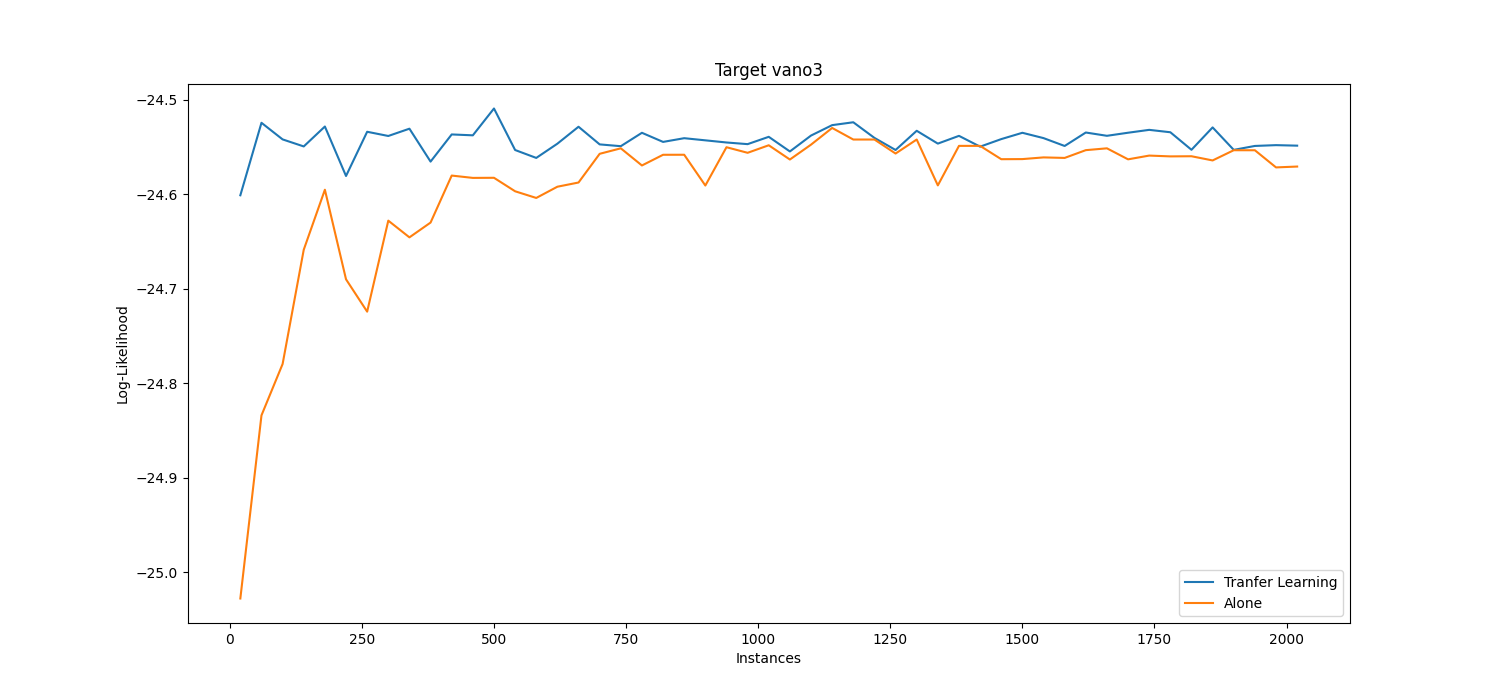 Target vano3
−24.5
−24.6
−24.7
−24.8
−24.9
−25.0
Log-Likelihood
0 250 500 750 1000 1250 1500 1750 2000
Instances
Tranfer Learning
Alone